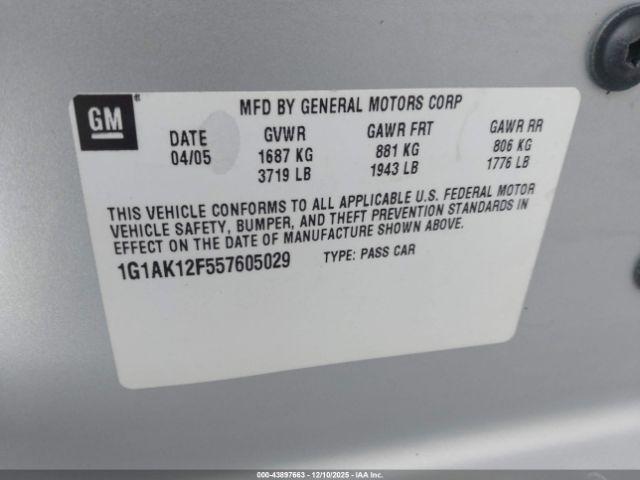 GM
MFD BY GENERAL MOTORS CORP
DATE GVWR GAWR FRT GAWR RR
04/05 1687 KG 881 KG 806 KG
3719 LB 1943 LB 1776 LB
THIS VEHICLE CONFORMS TO ALL APPLICABLE U.S. FEDERAL MOTOR
VEHICLE SAFETY, BUMPER, AND THEFT PREVENTION STANDARDS IN
EFFECT ON THE DATE OF MANUFACTURE SHOWN ABOVE.
1G1AK12F557605029 TYPE: PASS CAR
000-43897663 - 12/10/2025 - IAAI.COM